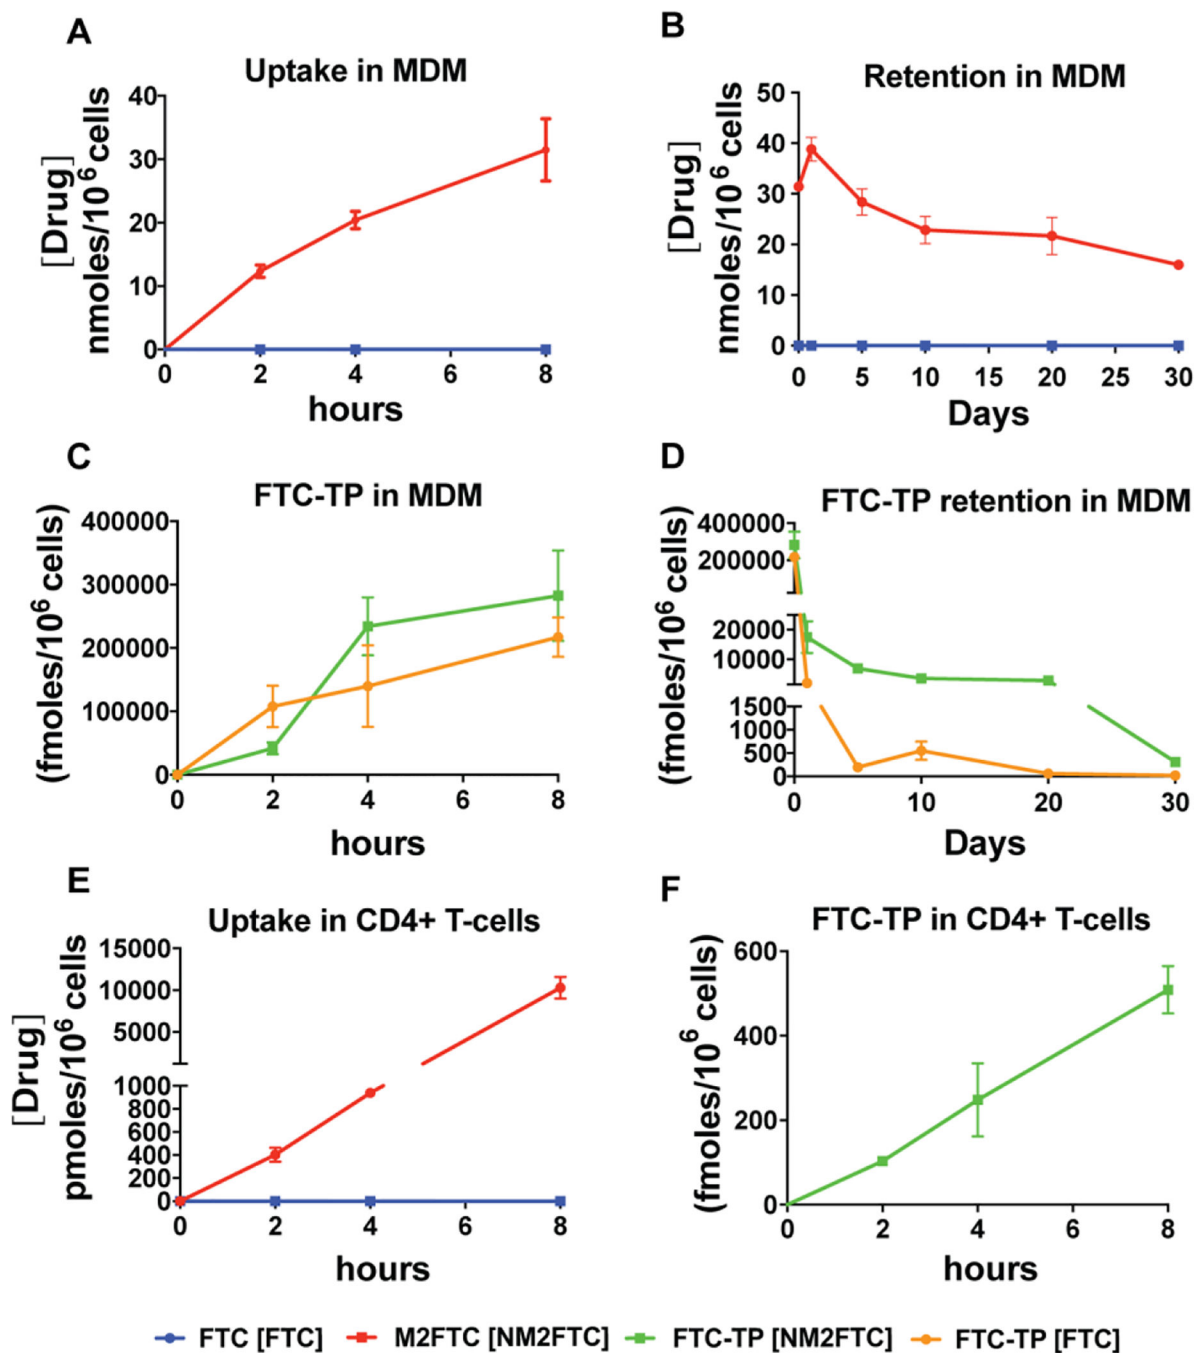 A
Uptake in MDM
[Drug]
nmoles/10⁶ cells
40
30
20
10
0
0 2 4 6 8
hours
B
Retention in MDM
[Drug]
nmoles/10⁶ cells
50
40
30
20
10
0
0 5 10 15 20 25 30
Days
C
FTC-TP in MDM
(fmoles/10⁶ cells)
400000
300000
200000
100000
0
0 2 4 6 8
hours
D
FTC-TP retention in MDM
(fmoles/10⁶ cells)
400000
200000
20000
10000
1500
1000
500
0
0 10 20 30
Days
E
Uptake in CD4+ T-cells
[Drug]
pmoles/10⁶ cells
15000
10000
5000
1000
800
600
400
200
0
0 2 4 6 8
hours
F
FTC-TP in CD4+ T-cells
(fmoles/10⁶ cells)
600
400
200
0
0 2 4 6 8
hours
FTC [FTC] M2FTC [NM2FTC] FTC-TP [NM2FTC] FTC-TP [FTC]